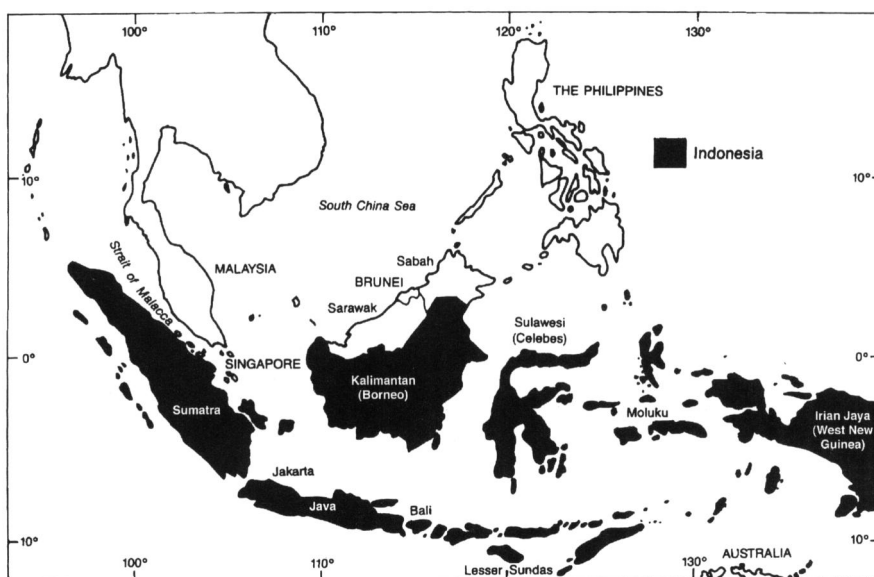 100°
110°
120°
130°
THE PHILIPPINES
Indonesia
10°
10°
South China Sea
Strait of Malacca
MALAYSIA
Sabah
BRUNEI
Sarawak
Sulawesi
(Celebes)
0°
SINGAPORE
0°
Kalimantan
(Borneo)
Sumatra
Moluku
Irian Jaya
(West New
Guinea)
Jakarta
Java
Bali
10°
10°
Lesser Sundas
AUSTRALIA
100°
110°
130°